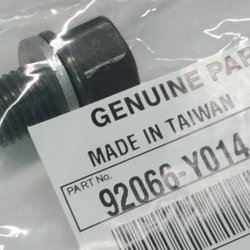 GENUINE PAR
MADE IN TAIWAN
PART No.
92066-Y014